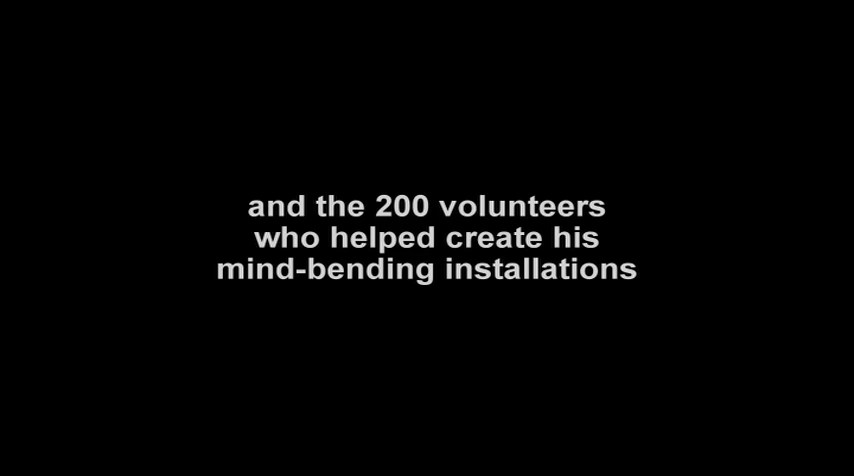 and the 200 volunteers
who helped create his
mind-bending installations